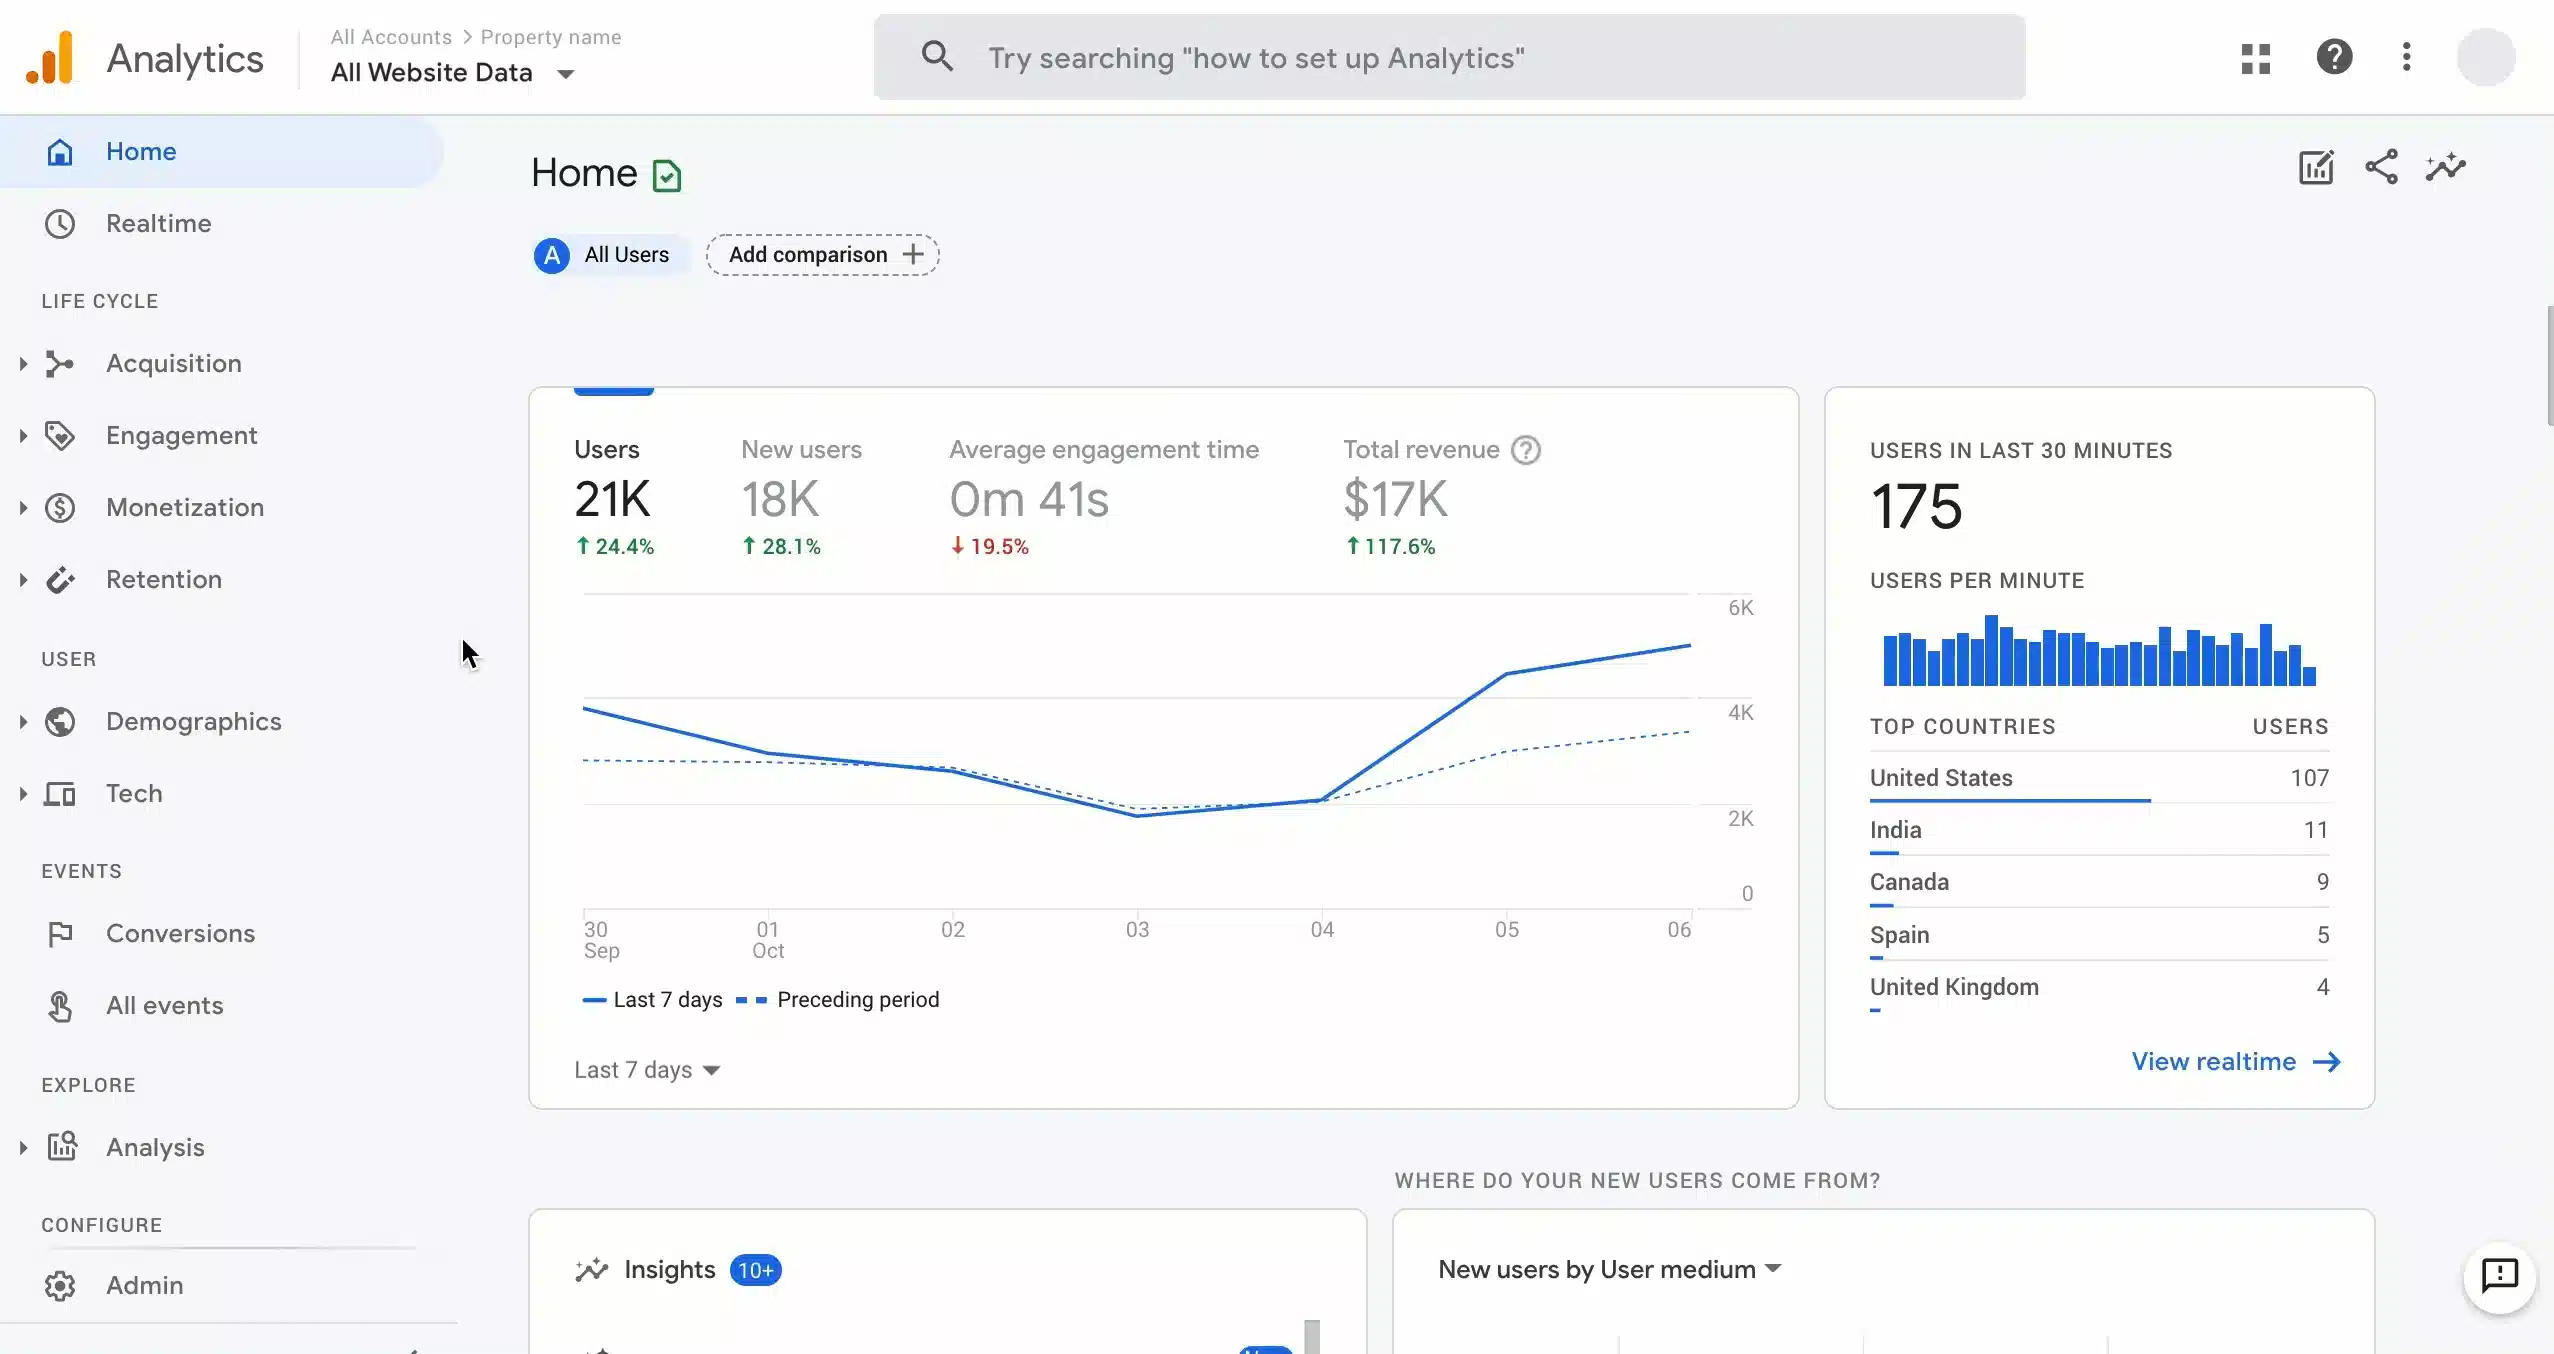 Analytics
All Accounts > Property name
All Website Data
Try searching "how to set up Analytics"
Home
Realtime
LIFE CYCLE
Acquisition
Engagement
Monetization
Retention
USER
Demographics
Tech
EVENTS
Conversions
All events
EXPLORE
Analysis
CONFIGURE
Admin
Home
A All Users
Add comparison +
Users
21K
24.4%
New users
18K
28.1%
Average engagement time
0m 41s
19.5%
Total revenue
$17K
117.6%
6K
4K
2K
0
30 Sep
01 Oct
02
03
04
05
06
Last 7 days
Preceding period
Last 7 days
USERS IN LAST 30 MINUTES
175
USERS PER MINUTE
TOP COUNTRIES USERS
United States 107
India 11
Canada 9
Spain 5
United Kingdom 4
View realtime
Insights 10+
WHERE DO YOUR NEW USERS COME FROM?
New users by User medium